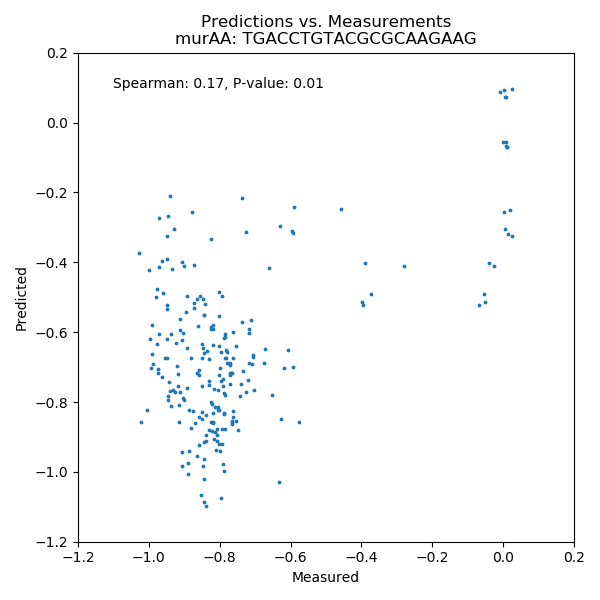 Predictions vs. Measurements
murAA: TGACCTGTACGCGCAAGAAG
Spearman: 0.17, P-value: 0.01
0.2
0.0
−0.2
−0.4
−0.6
−0.8
−1.0
−1.2
Predicted
−1.2 −1.0 −0.8 −0.6 −0.4 −0.2 0.0 0.2
Measured